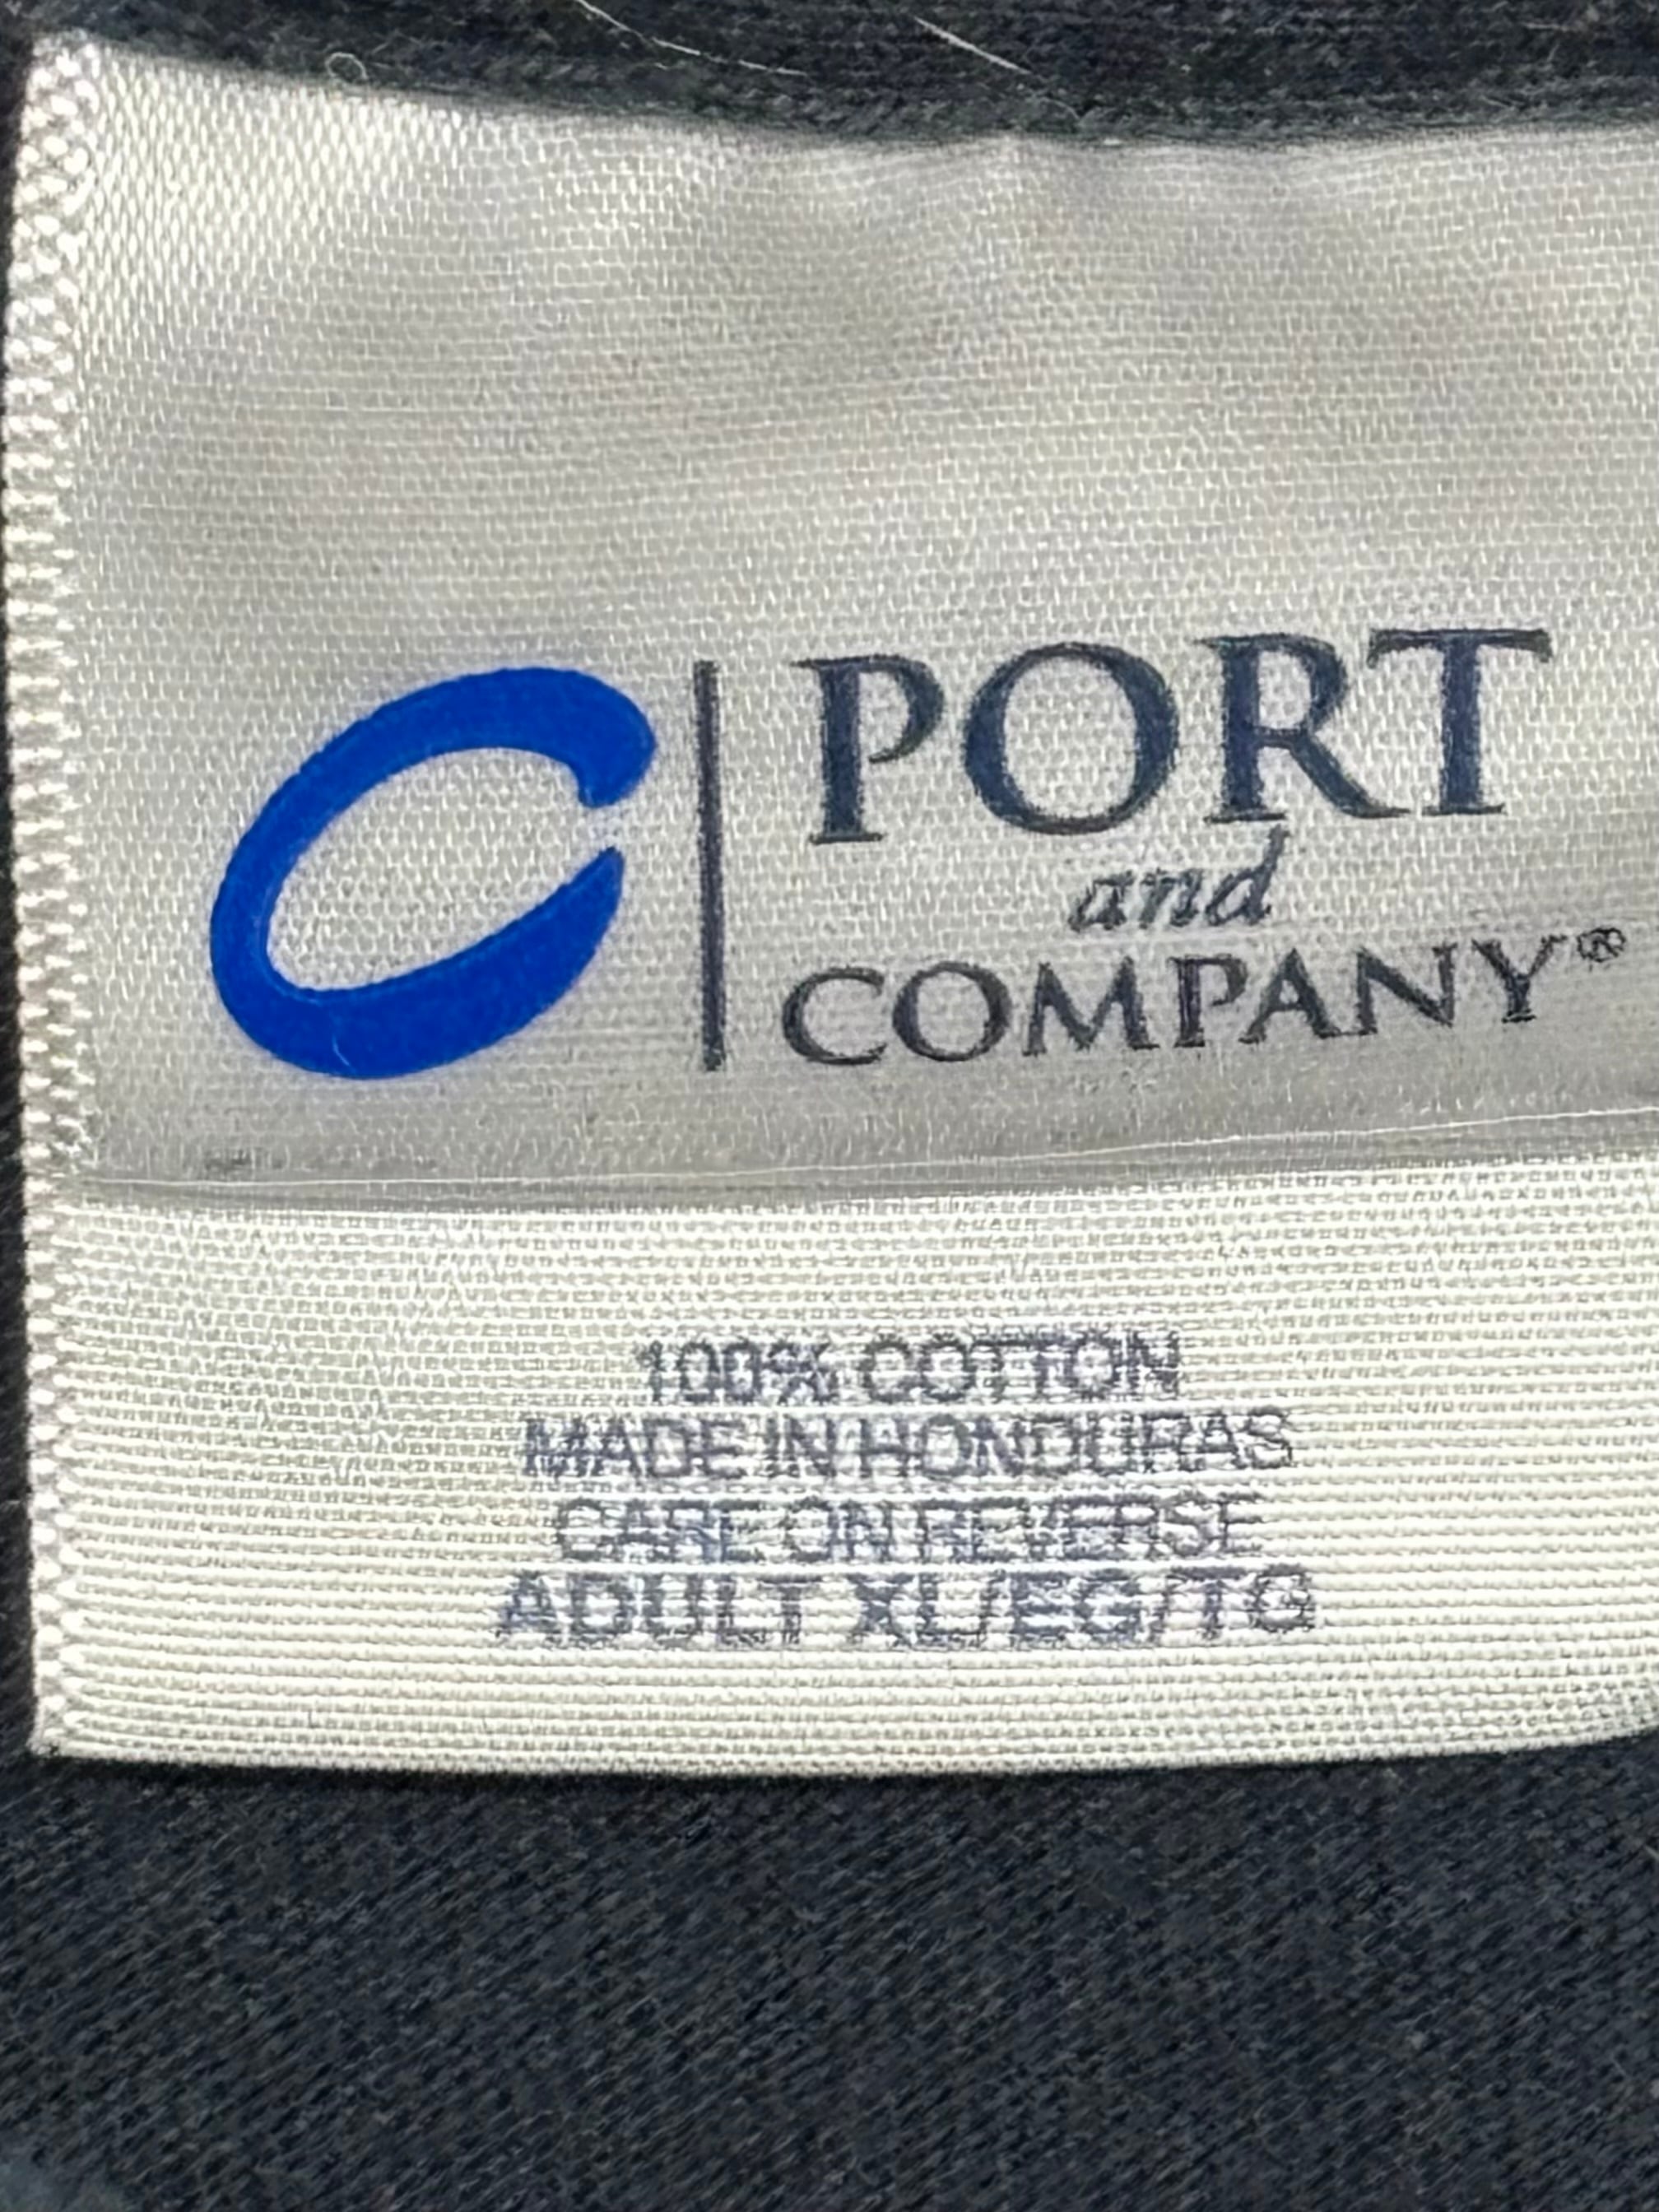 C
PORT
and
COMPANY®
100% COTTON
MADE IN HONDURAS
CARE ON REVERSE
ADULT XL/EG/TG